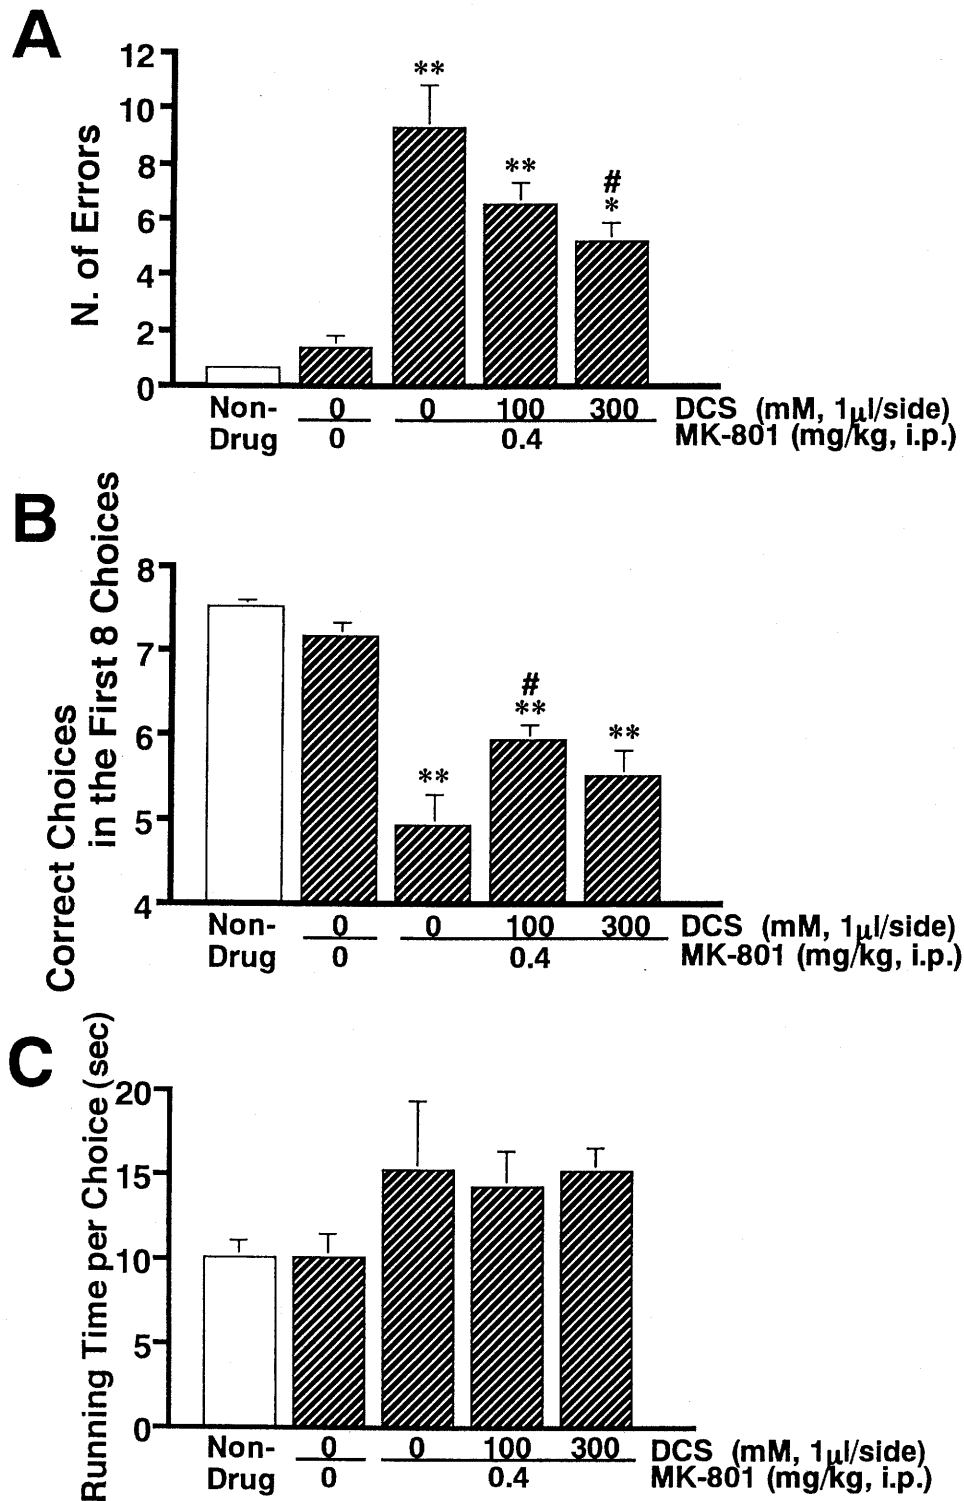 A
N. of Errors
12
10
8
6
4
2
0
**
**
#
*
Non-
Drug
0 0 100 300 DCS (mM, 1μl/side)
0 0.4 MK-801 (mg/kg, i.p.)
B
Correct Choices
in the First 8 Choices
8
7
6
5
4
**
#
**
**
Non-
Drug
0 0 100 300 DCS (mM, 1μl/side)
0 0.4 MK-801 (mg/kg, i.p.)
C
Running Time per Choice (sec)
20
15
10
5
0
Non-
Drug
0 0 100 300 DCS (mM, 1μl/side)
0 0.4 MK-801 (mg/kg, i.p.)